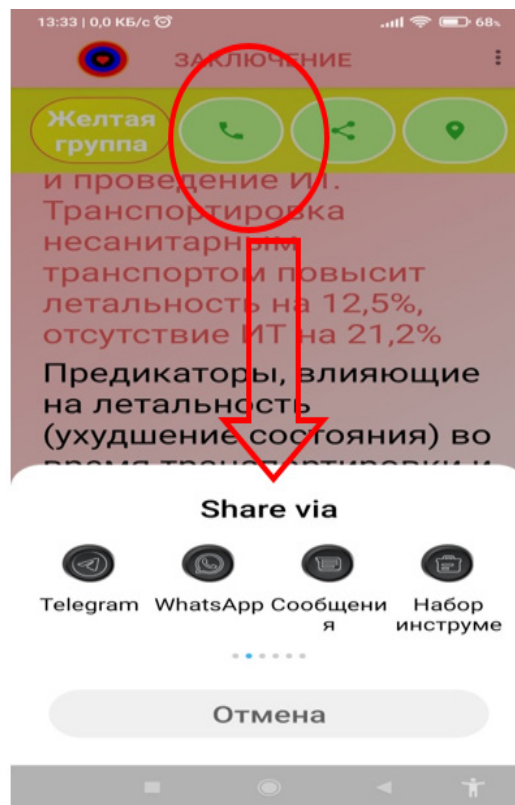 13:33 | 0,0 КБ/с
68%
ЗАКЛЮЧЕНИЕ
Желтая
группа
и проведение ИТ.
Транспортировка
несанитарным
транспортом повысит
летальность на 12,5%,
отсутствие ИТ на 21,2%
Предикаторы, влияющие
на летальность
(ухудшение состояния) во
время транспортировки и
Share via
Telegram WhatsApp Сообщени Набор
я инструме
Отмена